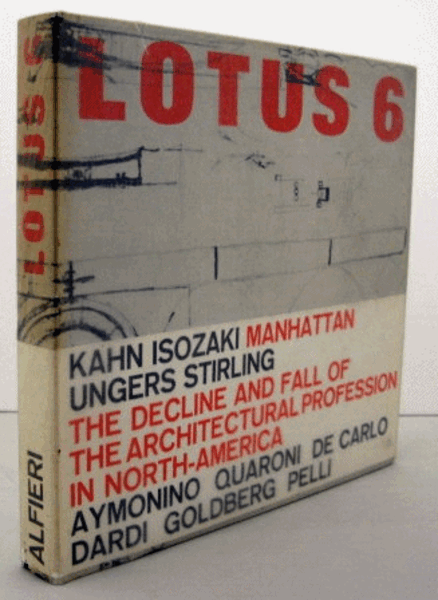 LOTUS 6
KAHN ISOZAKI MANHATTAN
UNGERS STIRLING
THE DECLINE AND FALL OF
THE ARCHITECTURAL PROFESSION
IN NORTH-AMERICA
AYMONINO QUARONI DE CARLO
DARDI GOLDBERG PELLI
LOTUS 6
ALFIERI